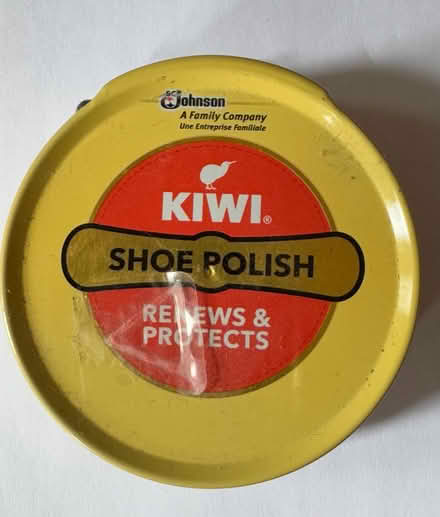 SC Johnson
A Family Company
Une Entreprise Familiale
KIWI®
SHOE POLISH
RENEWS &
PROTECTS